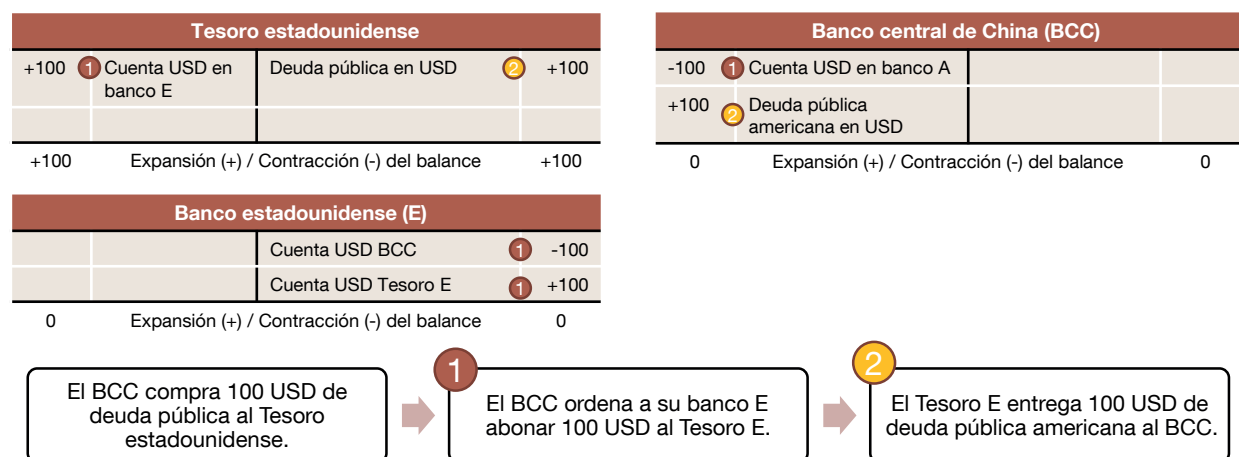 Tesoro estadounidense
+100 1 Cuenta USD en banco E Deuda pública en USD 2 +100
+100 Expansión (+) / Contracción (-) del balance +100
Banco central de China (BCC)
-100 1 Cuenta USD en banco A
+100 2 Deuda pública americana en USD
0 Expansión (+) / Contracción (-) del balance 0
Banco estadounidense (E)
Cuenta USD BCC 1 -100
Cuenta USD Tesoro E 1 +100
0 Expansión (+) / Contracción (-) del balance 0
El BCC compra 100 USD de
deuda pública al Tesoro
estadounidense.
1
El BCC ordena a su banco E
abonar 100 USD al Tesoro E.
2
El Tesoro E entrega 100 USD de
deuda pública americana al BCC.